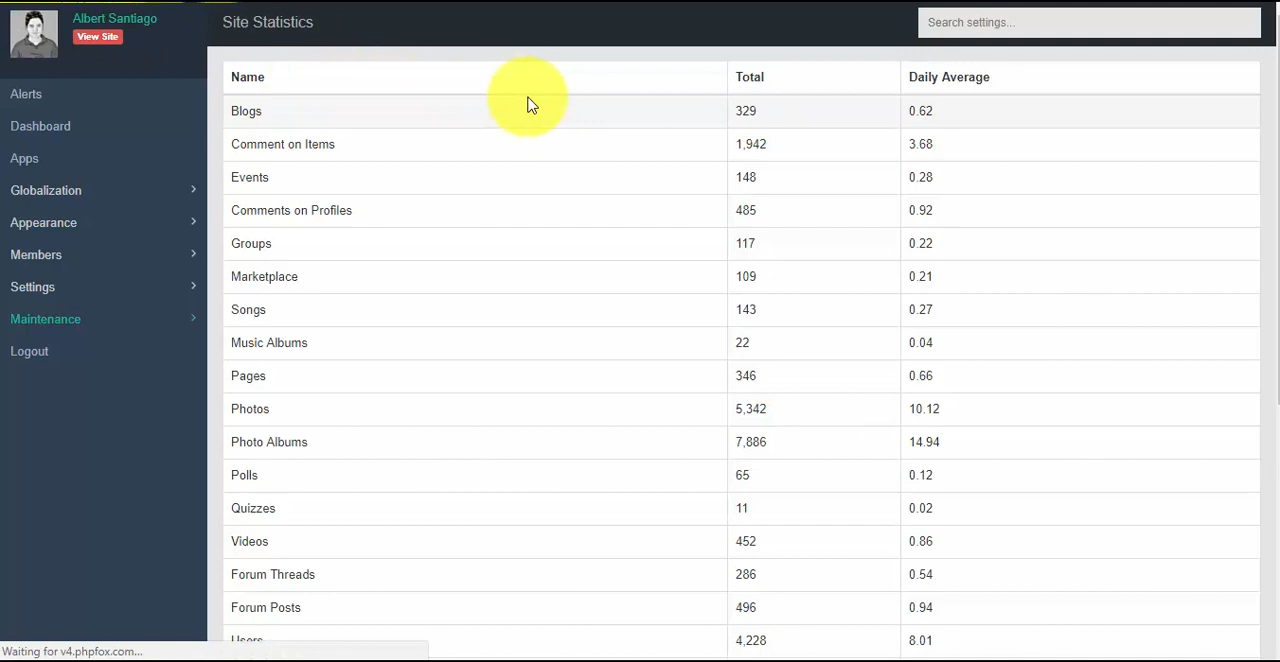 Albert Santiago
View Site
Site Statistics
Search settings...
Alerts
Dashboard
Apps
Globalization
Appearance
Members
Settings
Maintenance
Logout
Name Total Daily Average
Blogs 329 0.62
Comment on Items 1,942 3.68
Events 148 0.28
Comments on Profiles 485 0.92
Groups 117 0.22
Marketplace 109 0.21
Songs 143 0.27
Music Albums 22 0.04
Pages 346 0.66
Photos 5,342 10.12
Photo Albums 7,886 14.94
Polls 65 0.12
Quizzes 11 0.02
Videos 452 0.86
Forum Threads 286 0.54
Forum Posts 496 0.94
Users 4,228 8.01
Waiting for v4.phpfox.com...